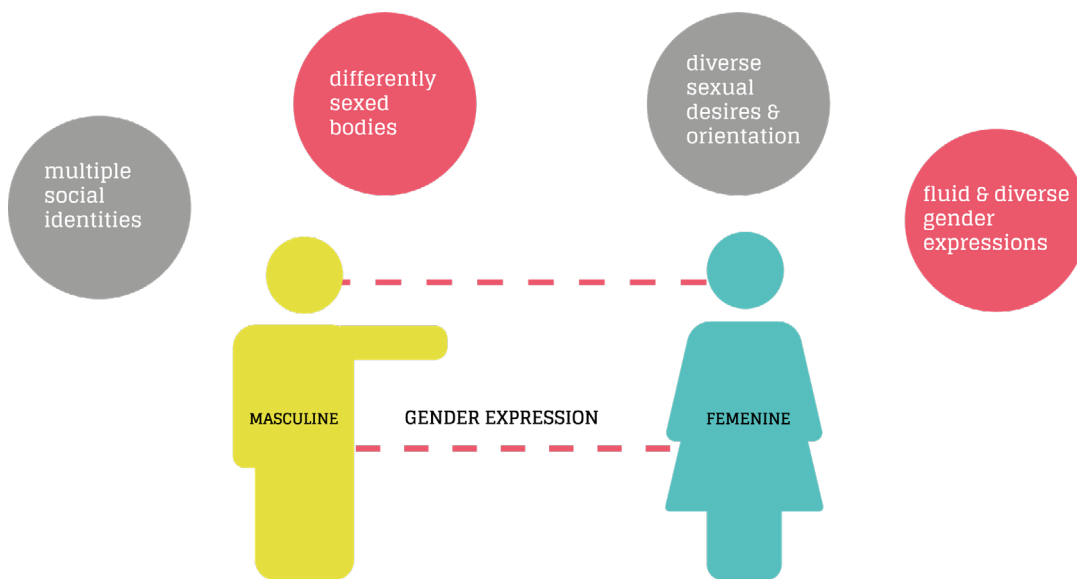 multiple
social
identities
differently
sexed
bodies
diverse
sexual
desires &
orientation
fluid & diverse
gender
expressions
MASCULINE
GENDER EXPRESSION
FEMENINE